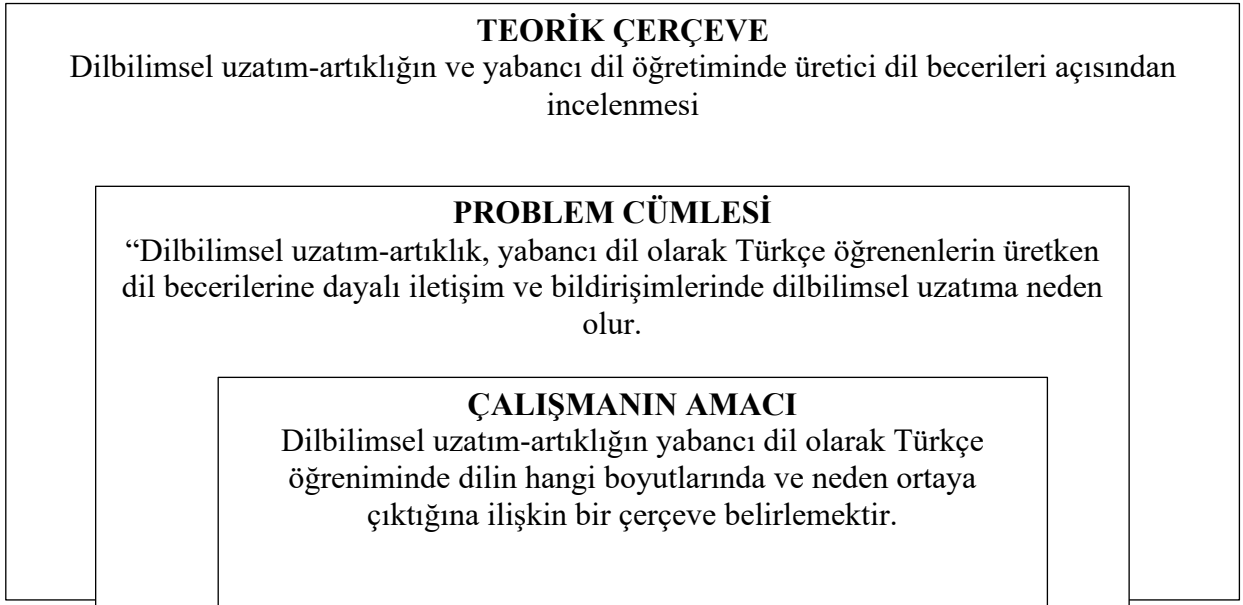 TEORİK ÇERÇEVE
Dilbilimsel uzatım-artıklığın ve yabancı dil öğretiminde üretici dil becerileri açısından
incelenmesi
PROBLEM CÜMLESİ
“Dilbilimsel uzatım-artıklık, yabancı dil olarak Türkçe öğrenenlerin üretken
dil becerilerine dayalı iletişim ve bildirişimlerinde dilbilimsel uzatıma neden
olur.
ÇALIŞMANIN AMACI
Dilbilimsel uzatım-artıklığın yabancı dil olarak Türkçe
öğreniminde dilin hangi boyutlarında ve neden ortaya
çıktığına ilişkin bir çerçeve belirlemektir.